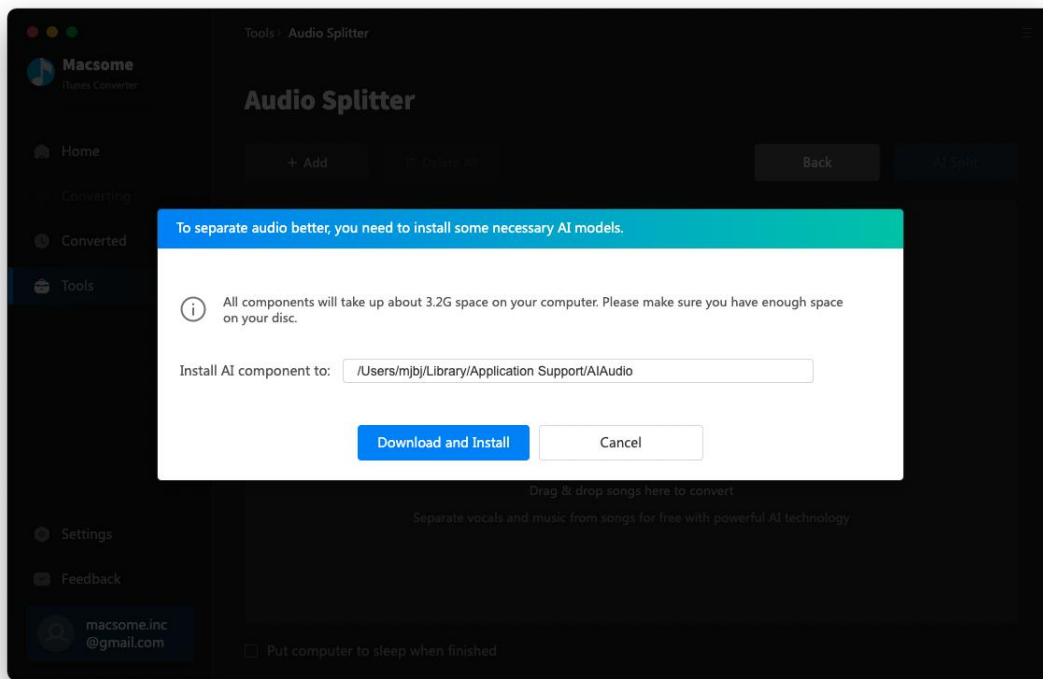 Tools › Audio Splitter
Macsome
iTunes Converter
Audio Splitter
Home
+ Add
Delete All
Back
AI Split
Converting
To separate audio better, you need to install some necessary AI models.
Converted
Tools
All components will take up about 3.2G space on your computer. Please make sure you have enough space
on your disc.
Install AI component to:
/Users/mjbj/Library/Application Support/AIAudio
Download and Install
Cancel
Drag & drop songs here to convert
Separate vocals and music from songs for free with powerful AI technology
Settings
Feedback
macsome.inc
@gmail.com
Put computer to sleep when finished